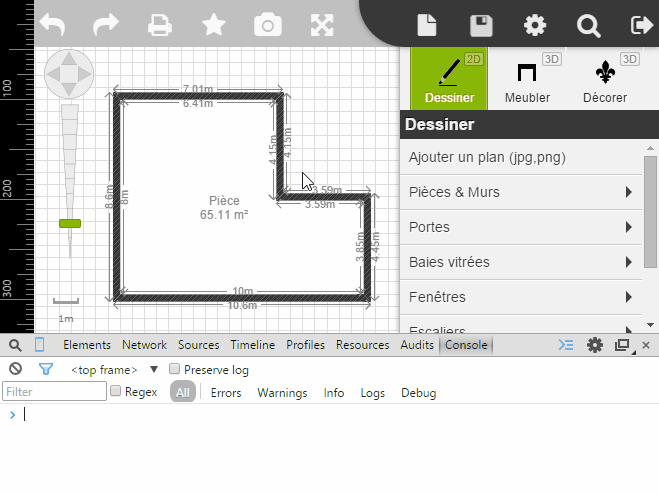 2D
3D
3D
Dessiner
Meubler
Décorer
Dessiner
Ajouter un plan (jpg,png)
Pièces & Murs
Portes
Baies vitrées
Fenêtres
Escaliers
100
200
300
7.01m
6.41m
4.15m
4.15m
3.59m
3.59m
8.6m
8m
Pièce
65.11 m²
3.85m
4.45m
10m
10.6m
1m
Elements Network Sources Timeline Profiles Resources Audits Console
<top frame> ▼ Preserve log
Filter Regex All Errors Warnings Info Logs Debug
>